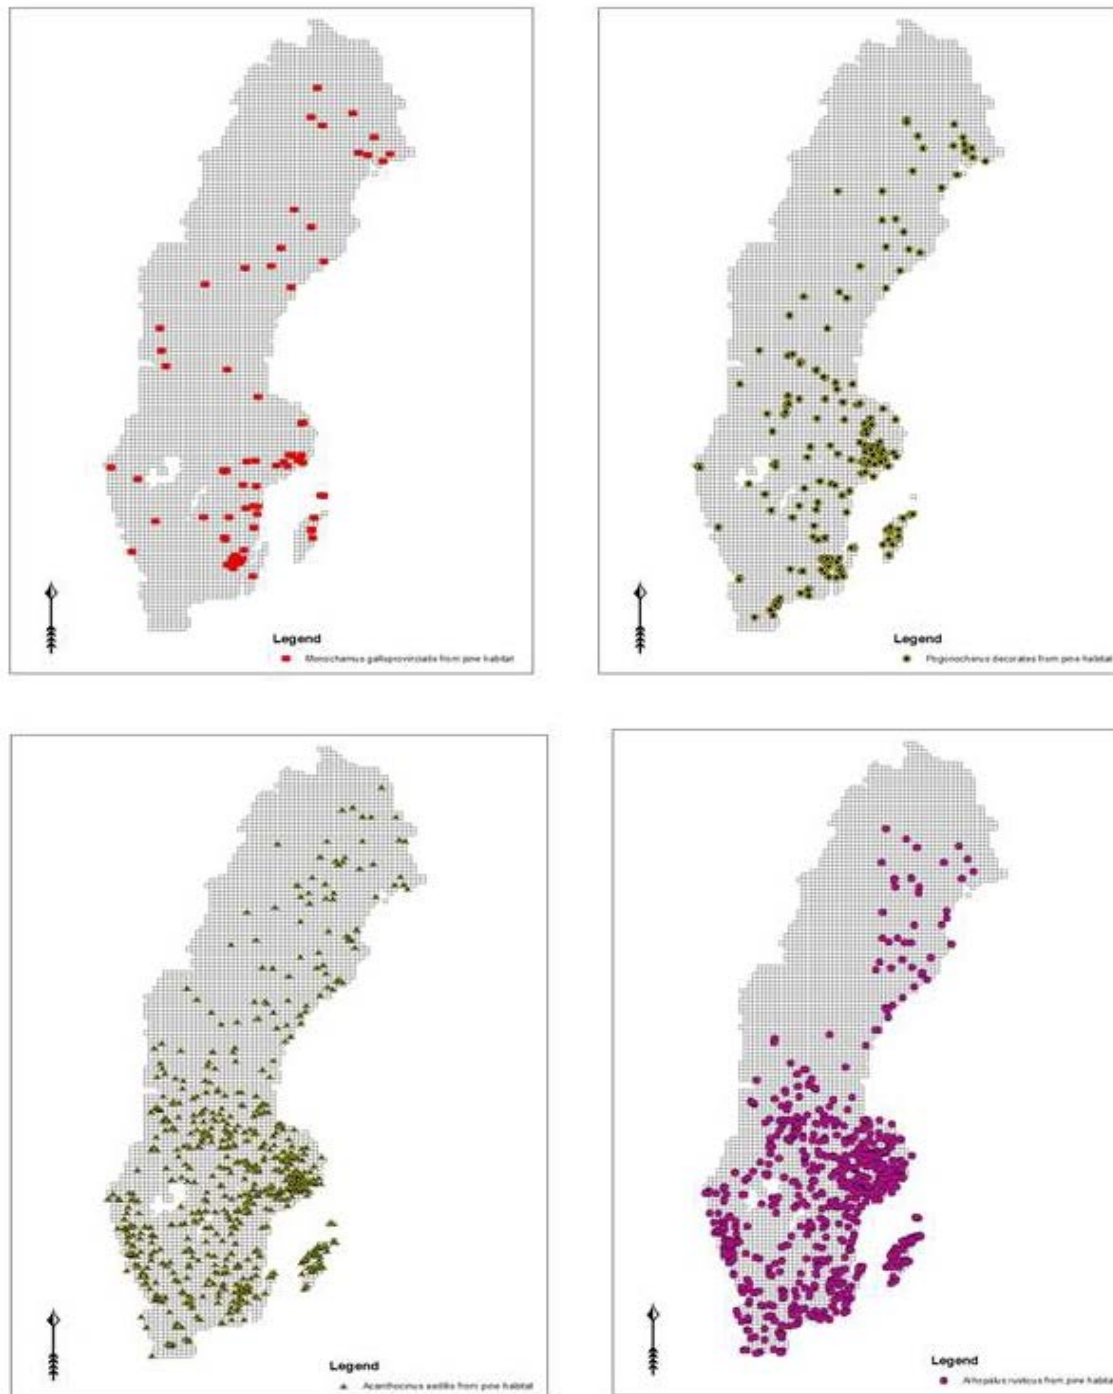 Legend
Monochamus galloprovincialis from pine habitat
Legend
Pogonocherus decorates from pine habitat
Legend
Acanthocinus aedilis from pine habitat
Legend
Arhopalus rusticus from pine habitat